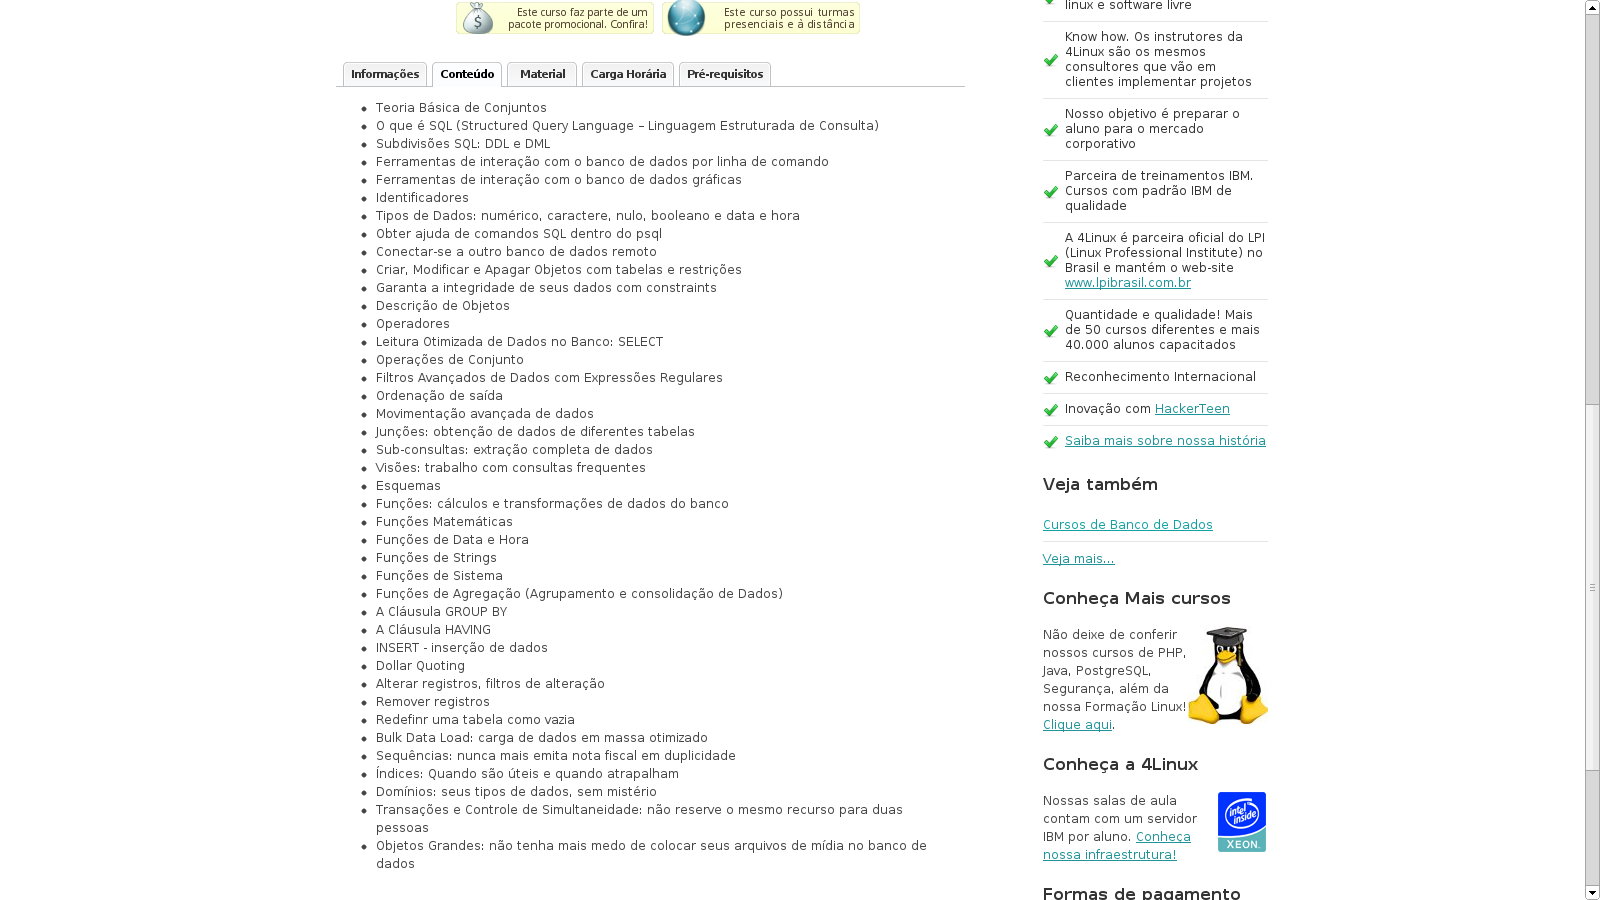 Este curso faz parte de um
pacote promocional. Confira!
Este curso possui turmas
presenciais e à distância
Informações
Conteúdo
Material
Carga Horária
Pré-requisitos
Teoria Básica de Conjuntos
O que é SQL (Structured Query Language – Linguagem Estruturada de Consulta)
Subdivisões SQL: DDL e DML
Ferramentas de interação com o banco de dados por linha de comando
Ferramentas de interação com o banco de dados gráficas
Identificadores
Tipos de Dados: numérico, caractere, nulo, booleano e data e hora
Obter ajuda de comandos SQL dentro do psql
Conectar-se a outro banco de dados remoto
Criar, Modificar e Apagar Objetos com tabelas e restrições
Garanta a integridade de seus dados com constraints
Descrição de Objetos
Operadores
Leitura Otimizada de Dados no Banco: SELECT
Operações de Conjunto
Filtros Avançados de Dados com Expressões Regulares
Ordenação de saída
Movimentação avançada de dados
Junções: obtenção de dados de diferentes tabelas
Sub-consultas: extração completa de dados
Visões: trabalho com consultas frequentes
Esquemas
Funções: cálculos e transformações de dados do banco
Funções Matemáticas
Funções de Data e Hora
Funções de Strings
Funções de Sistema
Funções de Agregação (Agrupamento e consolidação de Dados)
A Cláusula GROUP BY
A Cláusula HAVING
INSERT - inserção de dados
Dollar Quoting
Alterar registros, filtros de alteração
Remover registros
Redefinr uma tabela como vazia
Bulk Data Load: carga de dados em massa otimizado
Sequências: nunca mais emita nota fiscal em duplicidade
Índices: Quando são úteis e quando atrapalham
Domínios: seus tipos de dados, sem mistério
Transações e Controle de Simultaneidade: não reserve o mesmo recurso para duas
pessoas
Objetos Grandes: não tenha mais medo de colocar seus arquivos de mídia no banco de
dados
linux e software livre
Know how. Os instrutores da
4Linux são os mesmos
consultores que vão em
clientes implementar projetos
Nosso objetivo é preparar o
aluno para o mercado
corporativo
Parceira de treinamentos IBM.
Cursos com padrão IBM de
qualidade
A 4Linux é parceira oficial do LPI
(Linux Professional Institute) no
Brasil e mantém o web-site
www.lpibrasil.com.br
Quantidade e qualidade! Mais
de 50 cursos diferentes e mais
40.000 alunos capacitados
Reconhecimento Internacional
Inovação com HackerTeen
Saiba mais sobre nossa história
Veja também
Cursos de Banco de Dados
Veja mais...
Conheça Mais cursos
Não deixe de conferir
nossos cursos de PHP,
Java, PostgreSQL,
Segurança, além da
nossa Formação Linux!
Clique aqui.
Conheça a 4Linux
Nossas salas de aula
contam com um servidor
IBM por aluno. Conheça
nossa infraestrutura!
intel
inside
XEON.
Formas de pagamento